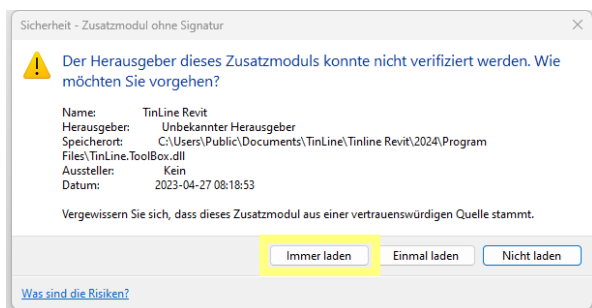 Sicherheit - Zusatzmodul ohne Signatur
Der Herausgeber dieses Zusatzmoduls konnte nicht verifiziert werden. Wie
möchten Sie vorgehen?
Name: TinLine Revit
Herausgeber: Unbekannter Herausgeber
Speicherort: C:\Users\Public\Documents\TinLine\Tinline Revit\2024\Program
Files\TinLine.ToolBox.dll
Aussteller: Kein
Datum: 2023-04-27 08:18:53
Vergewissern Sie sich, dass dieses Zusatzmodul aus einer vertrauenswürdigen Quelle stammt.
Immer laden Einmal laden Nicht laden
Was sind die Risiken?